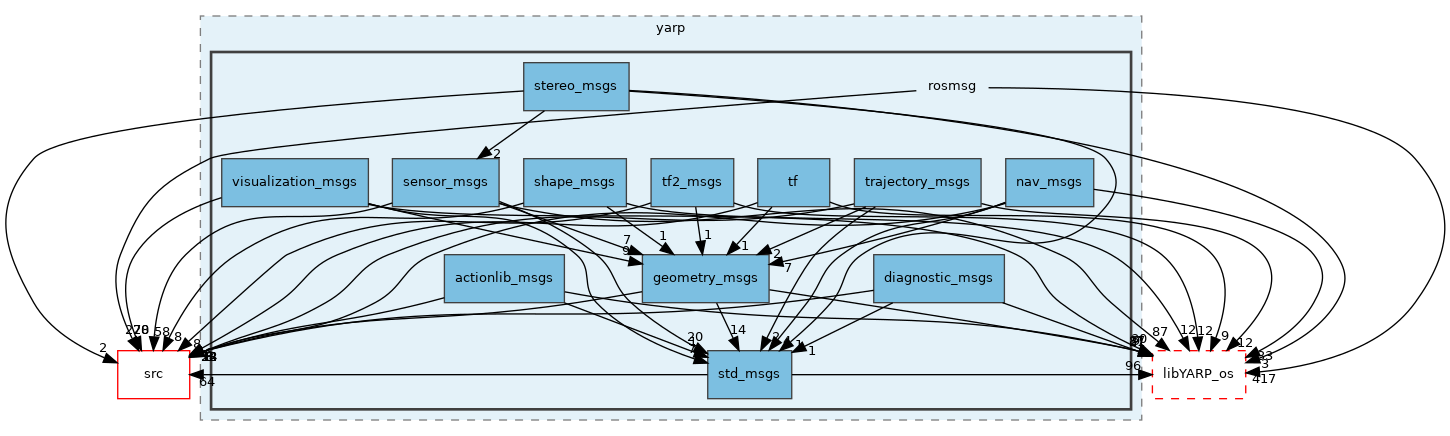 yarp
stereo_msgs
rosmsg
2
visualization_msgs
sensor_msgs
shape_msgs
tf2_msgs
tf
trajectory_msgs
nav_msgs
7
9
1
1
1
2
7
actionlib_msgs
geometry_msgs
diagnostic_msgs
58
8
8
20
14
2
1
1
87
12
12
9
12
3
2
src
64
std_msgs
96
libYARP_os
417